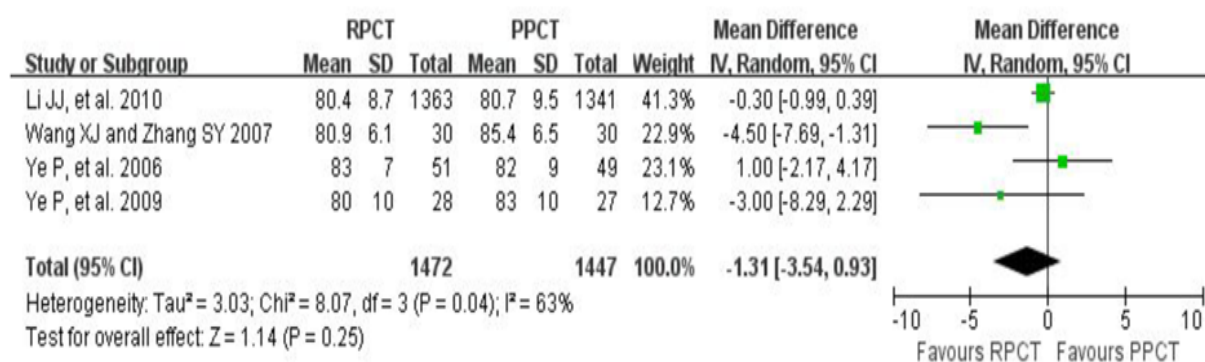 RPCT PPCT Mean Difference Mean Difference
Study or Subgroup Mean SD Total Mean SD Total Weight IV, Random, 95% CI IV, Random, 95% CI
Li JJ, et al. 2010 80.4 8.7 1363 80.7 9.5 1341 41.3% -0.30 [-0.99, 0.39]
Wang XJ and Zhang SY 2007 80.9 6.1 30 85.4 6.5 30 22.9% -4.50 [-7.69, -1.31]
Ye P, et al. 2006 83 7 51 82 9 49 23.1% 1.00 [-2.17, 4.17]
Ye P, et al. 2009 80 10 28 83 10 27 12.7% -3.00 [-8.29, 2.29]
Total (95% CI) 1472 1447 100.0% -1.31 [-3.54, 0.93]
Heterogeneity: Tau² = 3.03; Chi² = 8.07, df = 3 (P = 0.04); I² = 63%
Test for overall effect: Z = 1.14 (P = 0.25)
-10 -5 0 5 10
Favours RPCT Favours PPCT